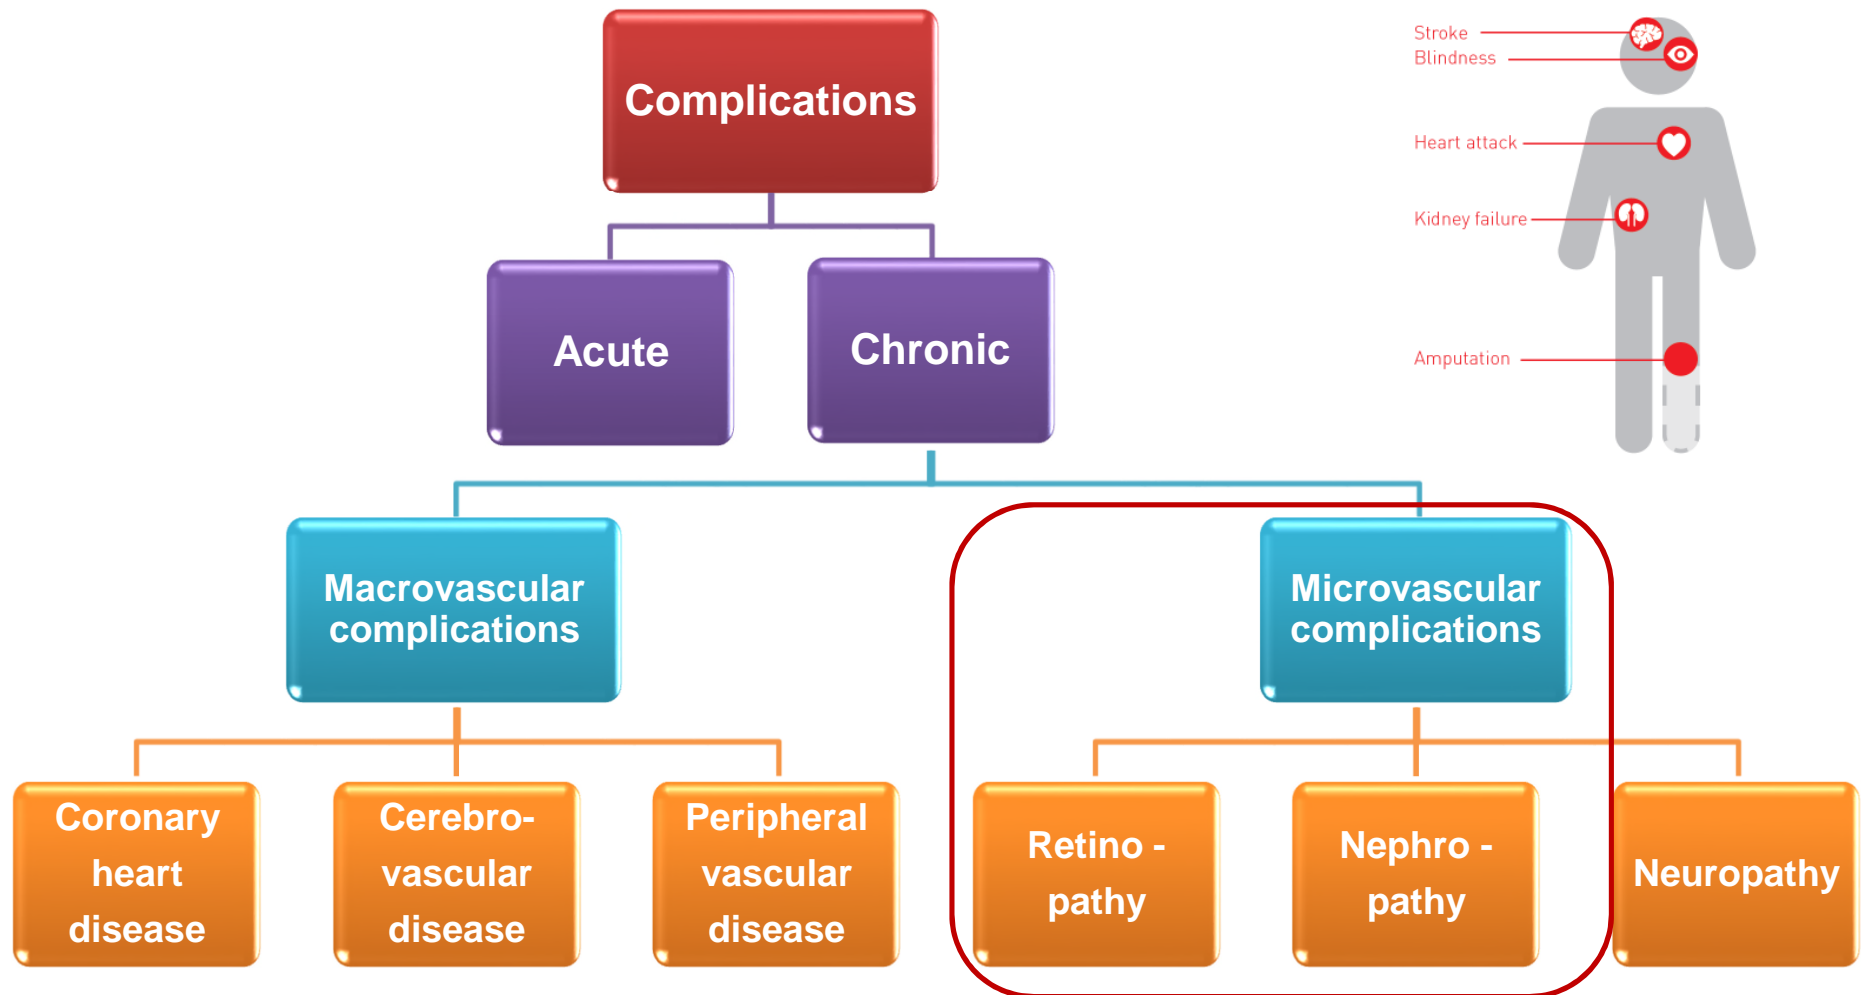 Complications
Stroke
Blindness
Heart attack
Kidney failure
Amputation
Acute
Chronic
Macrovascular
complications
Microvascular
complications
Coronary
heart
disease
Cerebro-
vascular
disease
Peripheral
vascular
disease
Retino -
pathy
Nephro -
pathy
Neuropathy